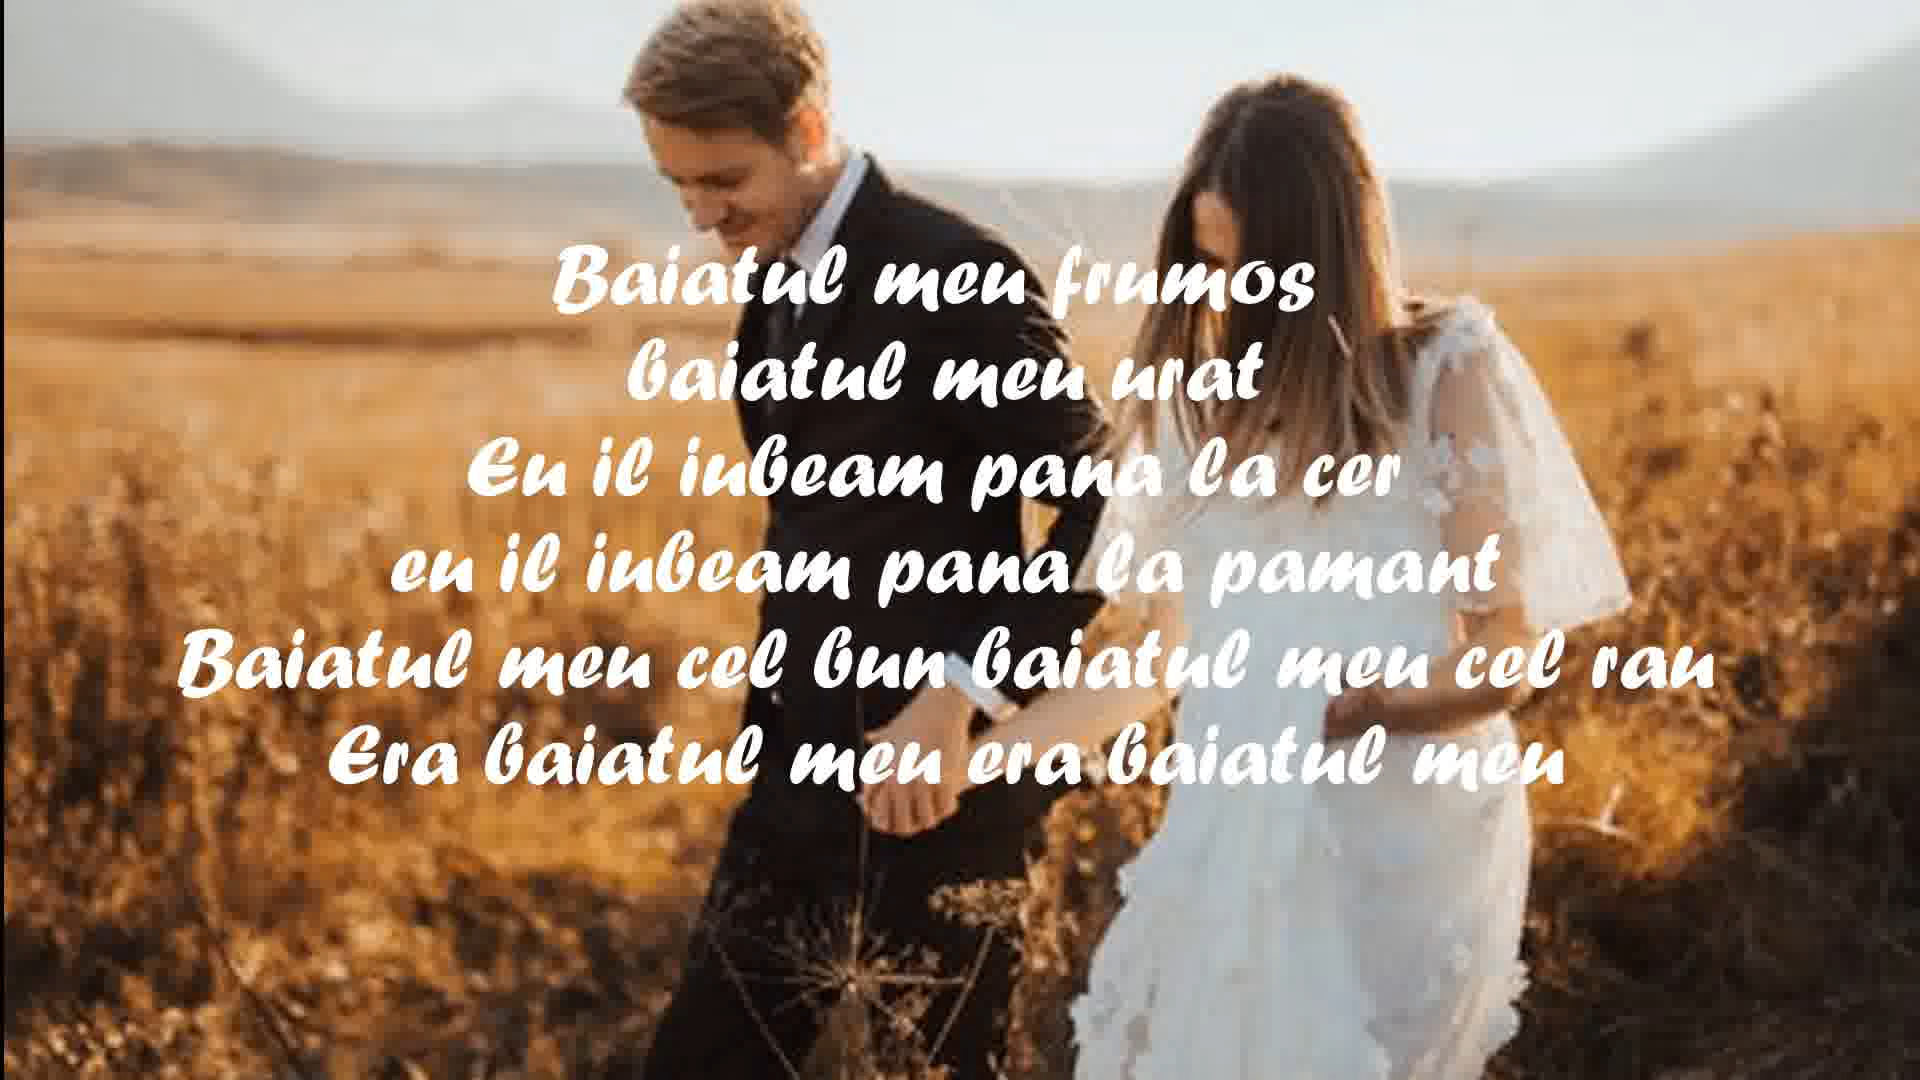 Baiatul meu frumos
baiatul meu urat
Eu il iubeam pana la cer
eu il iubeam pana la pamant
Baiatul meu cel bun baiatul meu cel rau
Era baiatul meu era baiatul meu